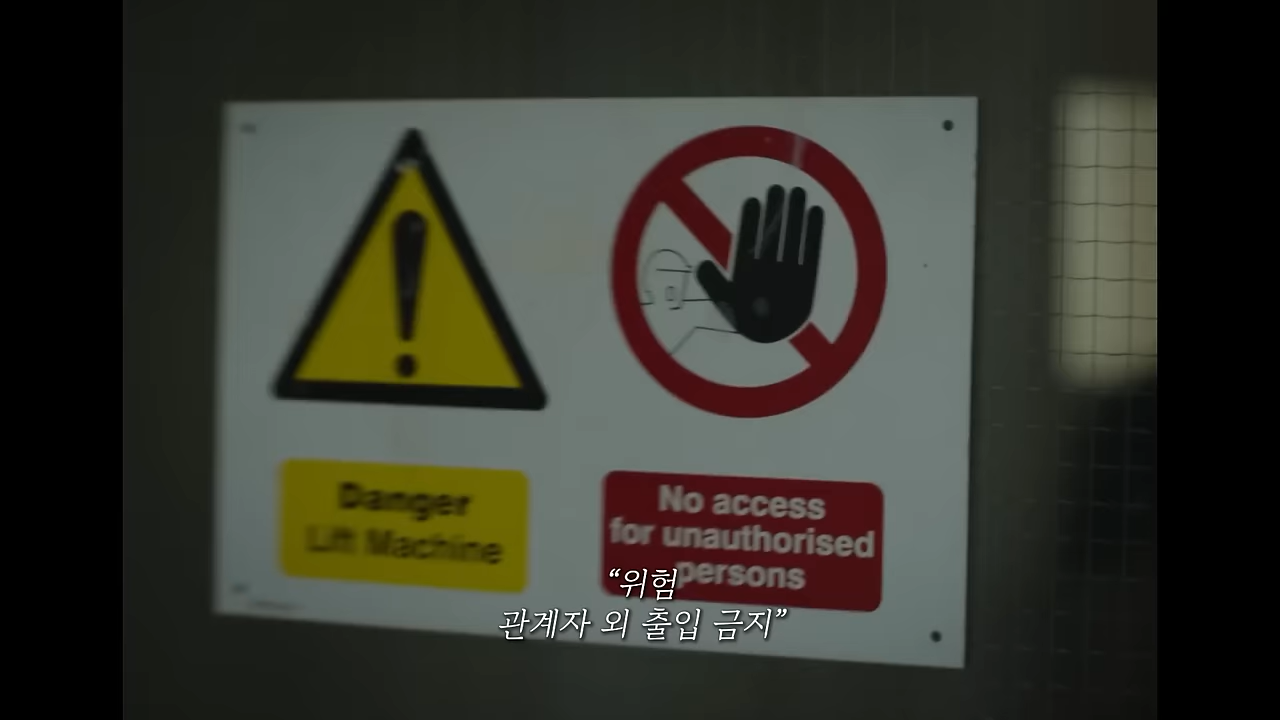 Danger
Lift Machine
No access
for unauthorised
persons
“위험
관계자 외 출입 금지”